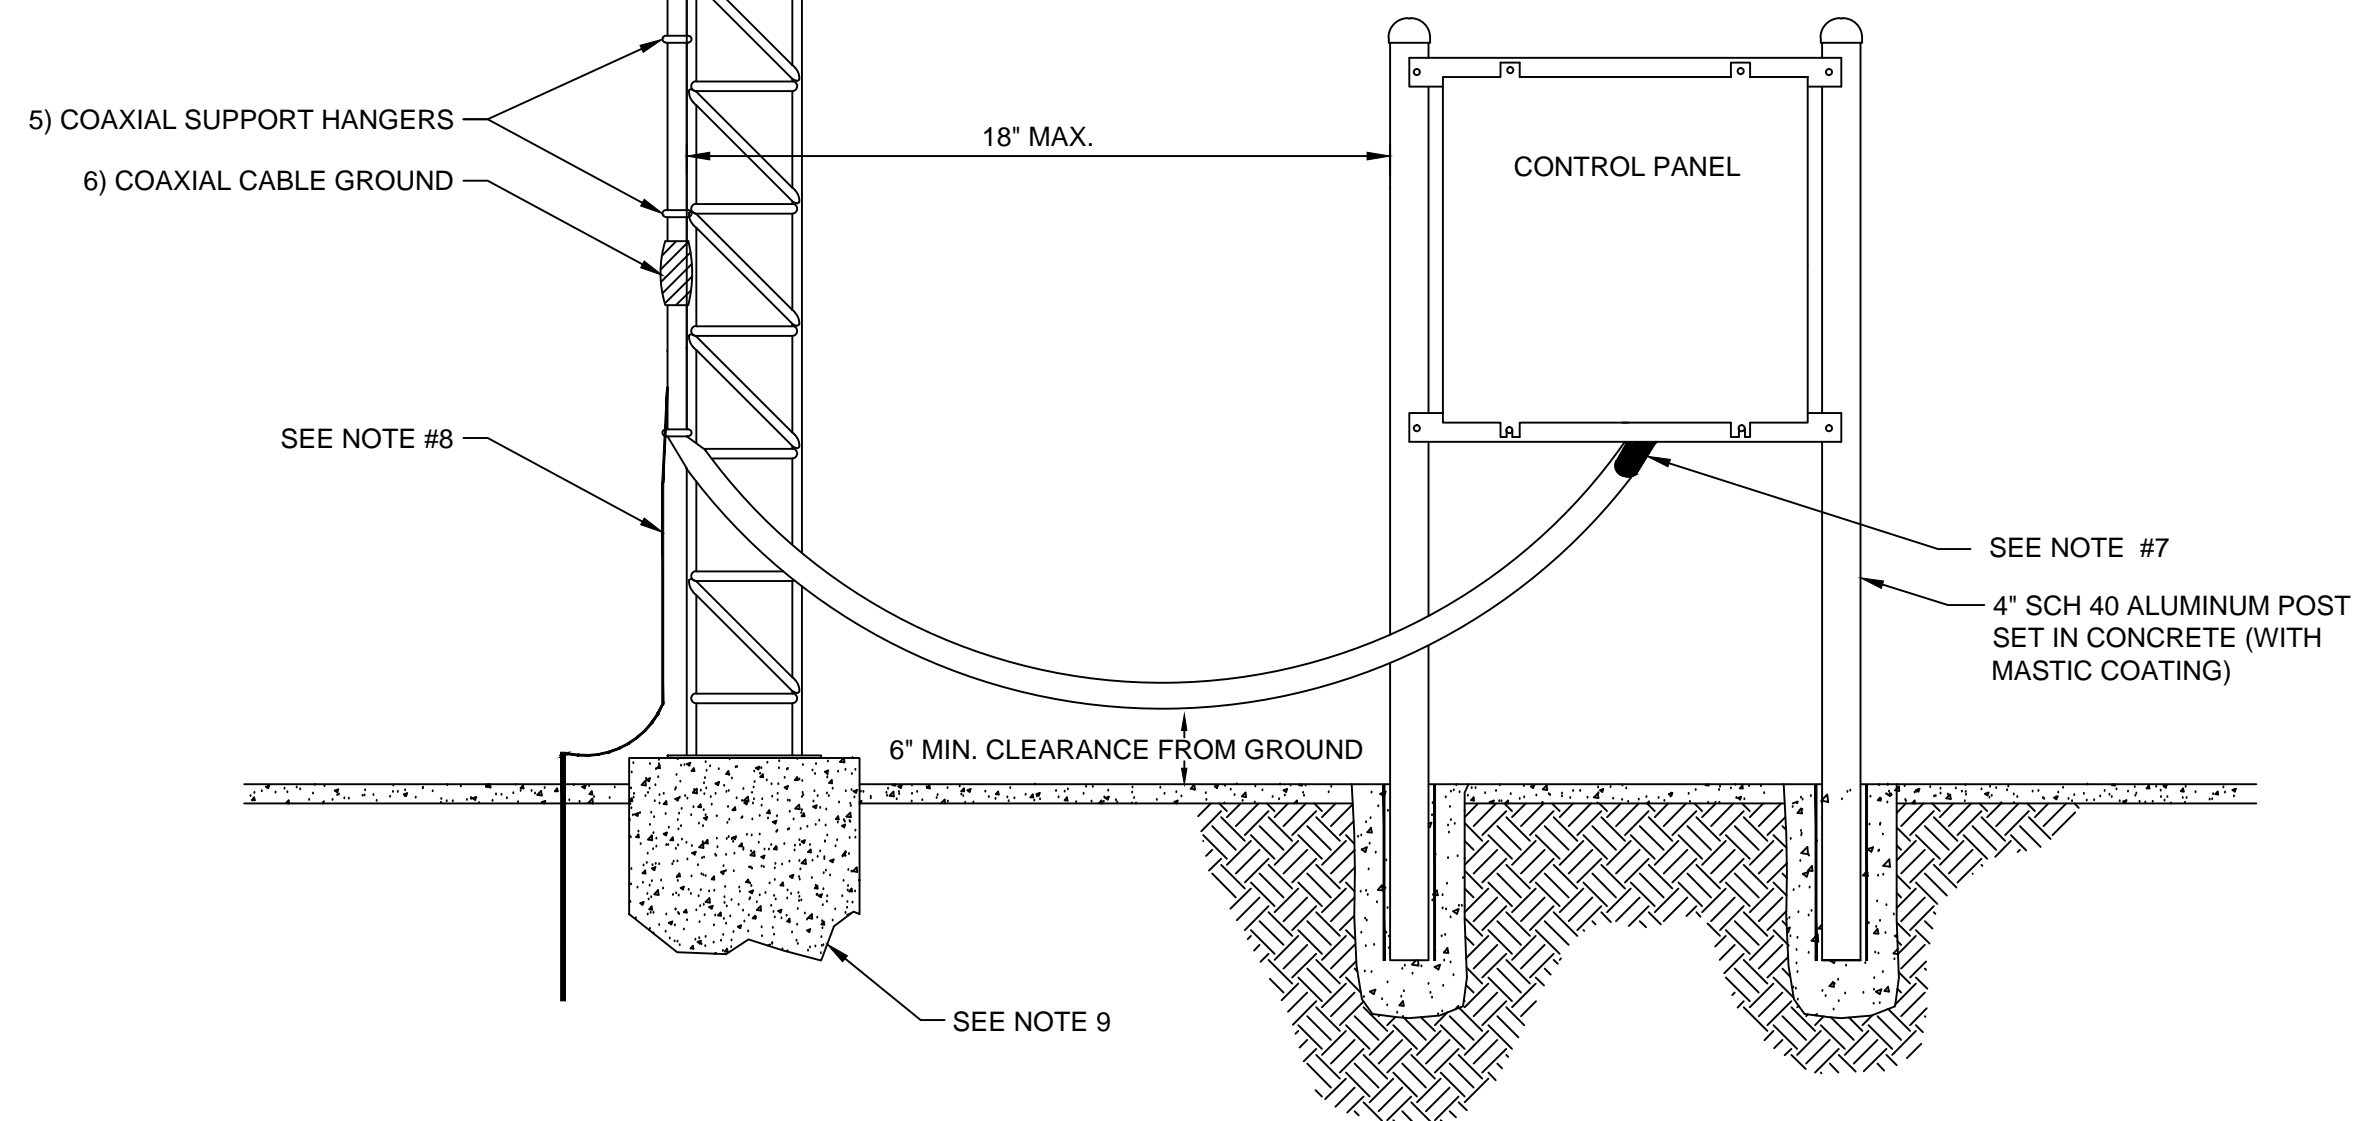 5) COAXIAL SUPPORT HANGERS
18" MAX.
CONTROL PANEL
6) COAXIAL CABLE GROUND
SEE NOTE #8
SEE NOTE  #7
4" SCH 40 ALUMINUM POST
SET IN CONCRETE (WITH
MASTIC COATING)
6" MIN. CLEARANCE FROM GROUND
SEE NOTE 9